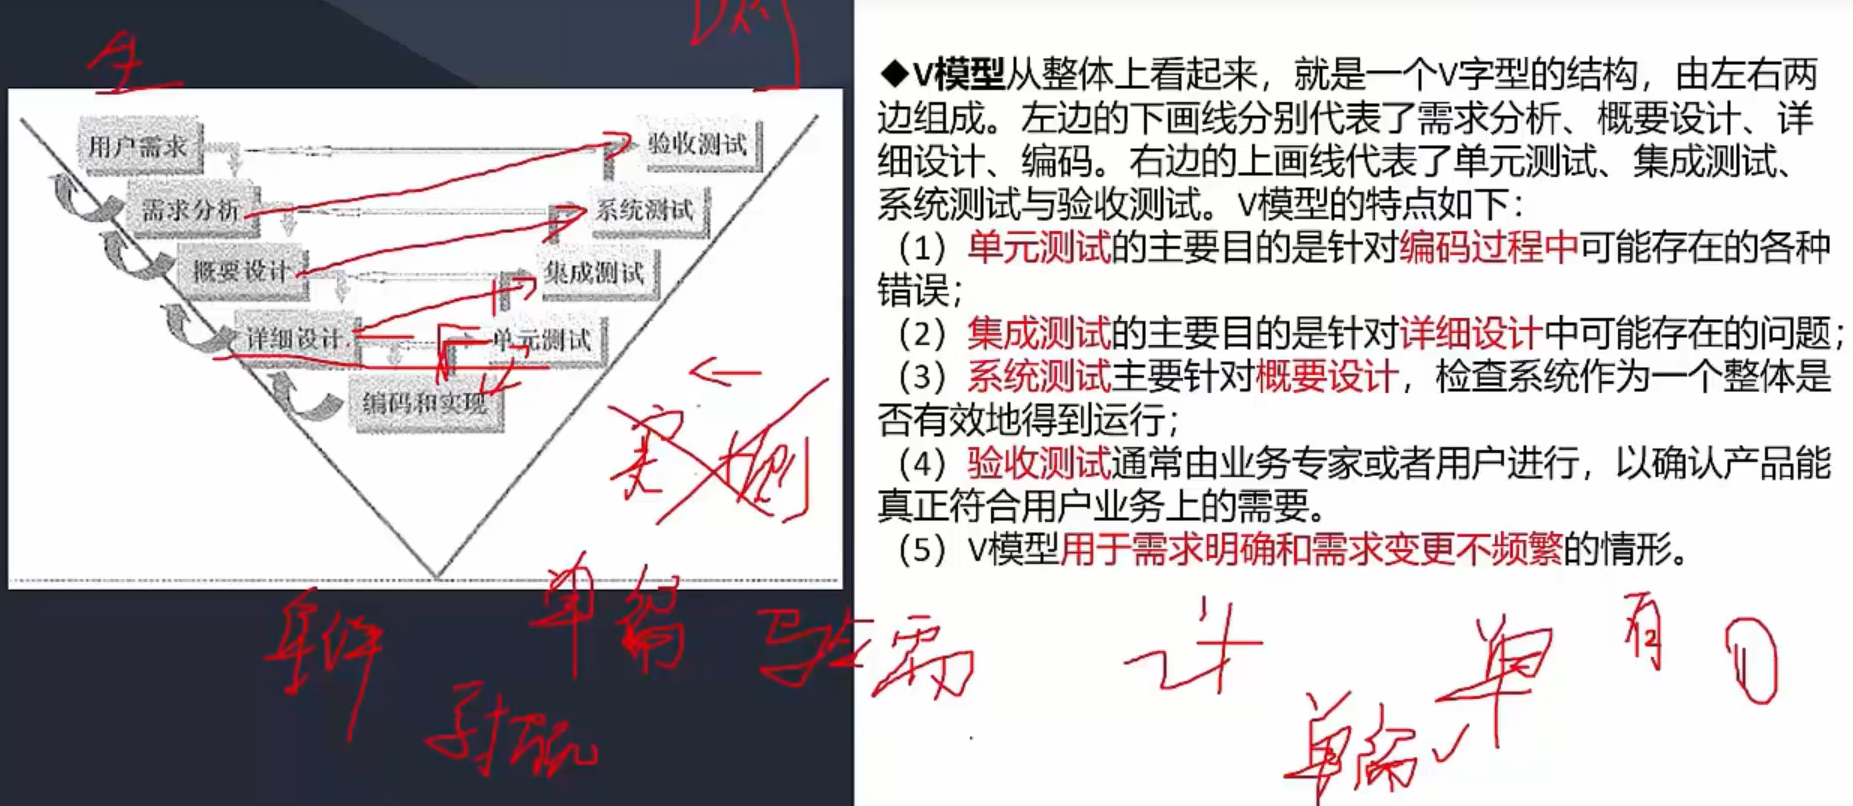 用户需求
验收测试
需求分析
系统测试
概要设计
集成测试
详细设计
单元测试
编码和实现
◆V模型从整体上看起来，就是一个V字型的结构，由左右两
边组成。左边的下画线分别代表了需求分析、概要设计、详
细设计、编码。右边的上画线代表了单元测试、集成测试、
系统测试与验收测试。V模型的特点如下：
（1）单元测试的主要目的是针对编码过程中可能存在的各种
错误；
（2）集成测试的主要目的是针对详细设计中可能存在的问题；
（3）系统测试主要针对概要设计，检查系统作为一个整体是
否有效地得到运行；
（4）验收测试通常由业务专家或者用户进行，以确认产品能
真正符合用户业务上的需要。
（5）V模型用于需求明确和需求变更不频繁的情形。
单编
需
单
单编